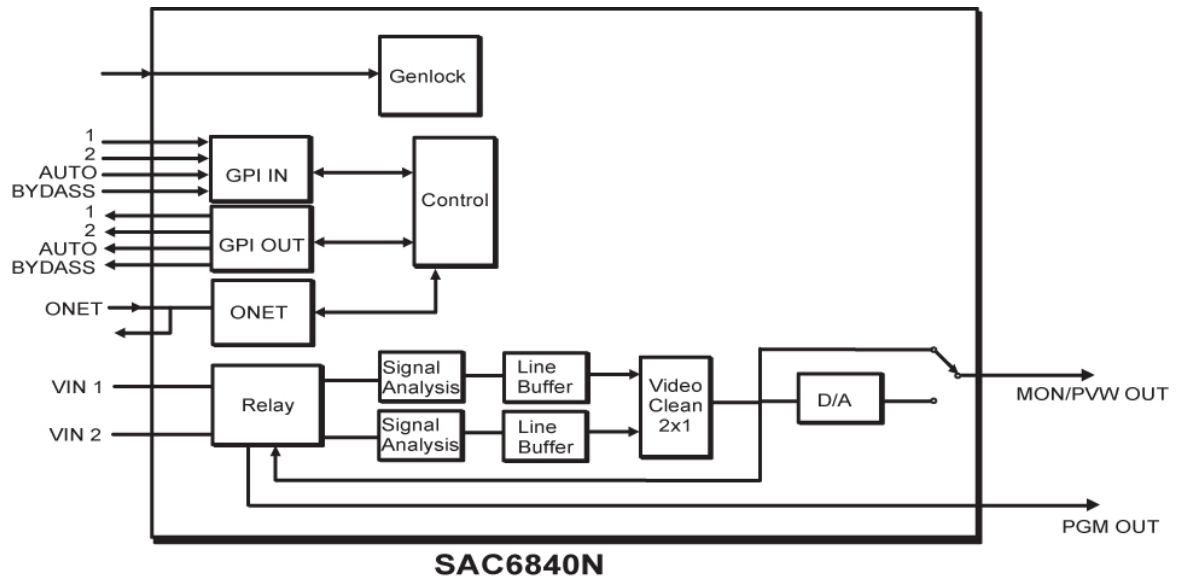 Genlock
1
2
AUTO
BYDASS
GPI IN
Control
1
2
AUTO
BYDASS
GPI OUT
ONET
ONET
VIN 1
VIN 2
Relay
Signal
Analysis
Line
Buffer
Signal
Analysis
Line
Buffer
Video
Clean
2x1
D/A
MON/PVW OUT
PGM OUT
SAC6840N